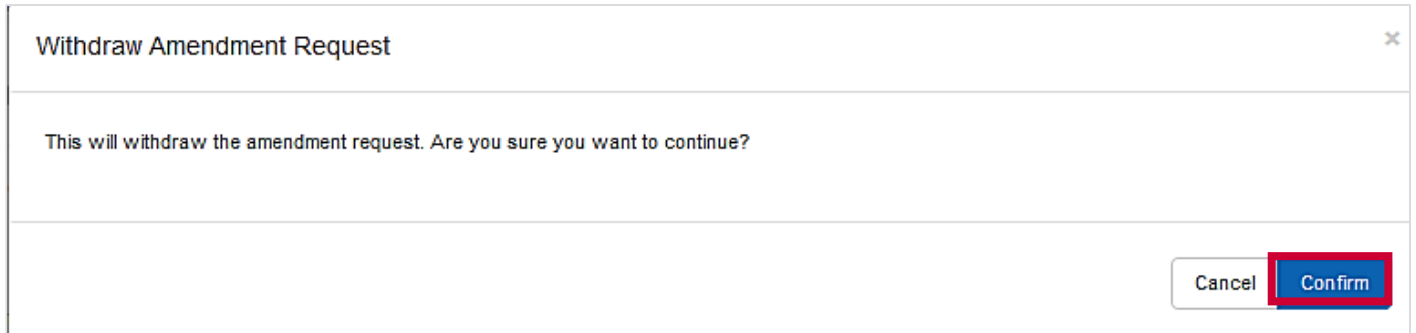 Withdraw Amendment Request
×
This will withdraw the amendment request. Are you sure you want to continue?
Cancel Confirm